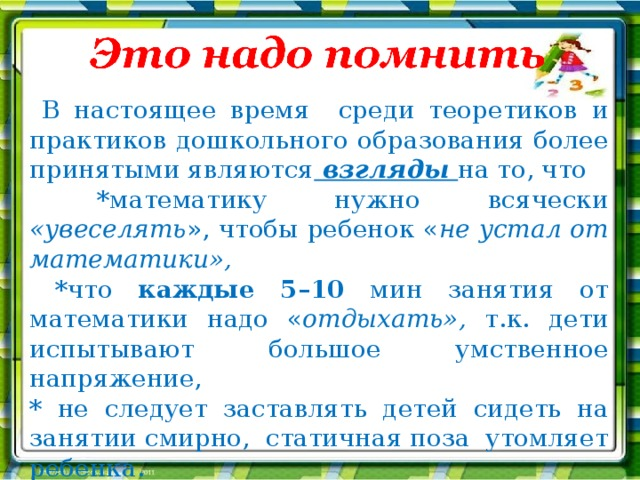 Это надо помнить
В настоящее время среди теоретиков и
практиков дошкольного образования более
принятыми являются взгляды на то, что
*математику нужно всячески
«увеселять», чтобы ребенок «не устал от
математики»,
*что каждые 5–10 мин занятия от
математики надо «отдыхать», т.к. дети
испытывают большое умственное
напряжение,
* не следует заставлять детей сидеть на
занятии смирно, статичная поза утомляет
ребенка